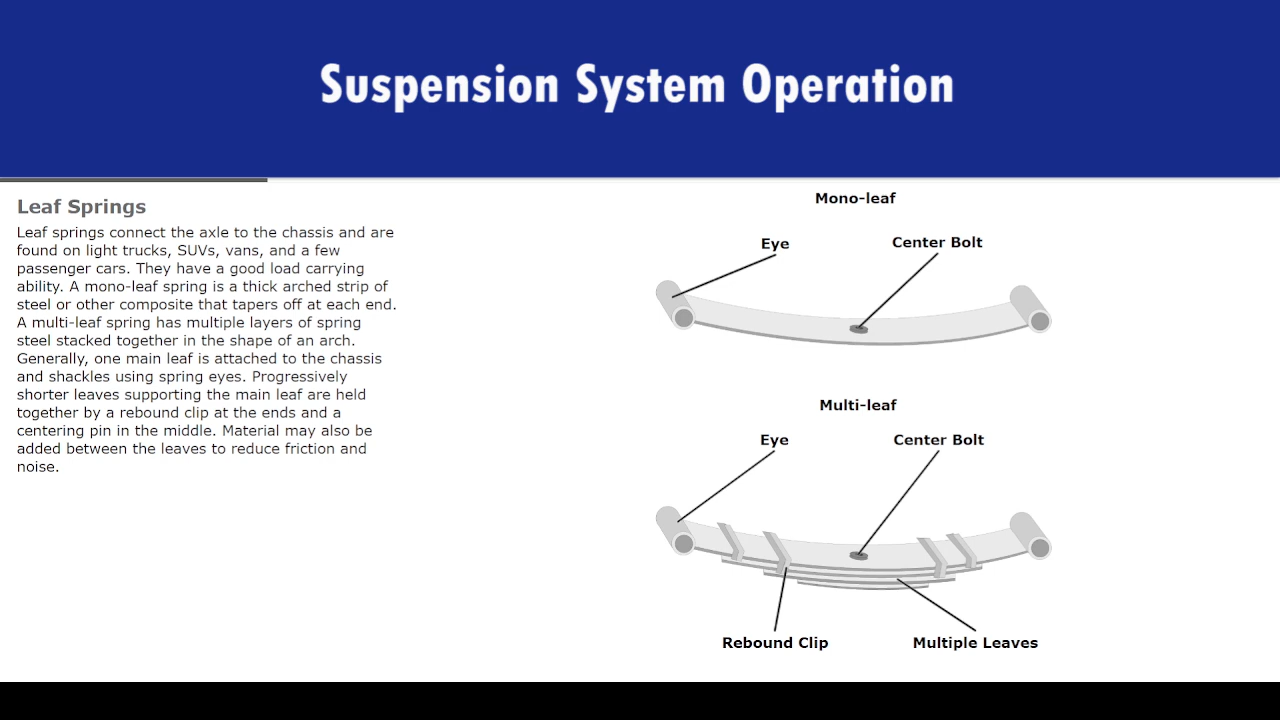 Suspension System Operation
Leaf Springs
Leaf springs connect the axle to the chassis and are
found on light trucks, SUVs, vans, and a few
passenger cars. They have a good load carrying
ability. A mono-leaf spring is a thick arched strip of
steel or other composite that tapers off at each end.
A multi-leaf spring has multiple layers of spring
steel stacked together in the shape of an arch.
Generally, one main leaf is attached to the chassis
and shackles using spring eyes. Progressively
shorter leaves supporting the main leaf are held
together by a rebound clip at the ends and a
centering pin in the middle. Material may also be
added between the leaves to reduce friction and
noise.
Mono-leaf
Eye
Center Bolt
Multi-leaf
Eye
Center Bolt
Rebound Clip
Multiple Leaves